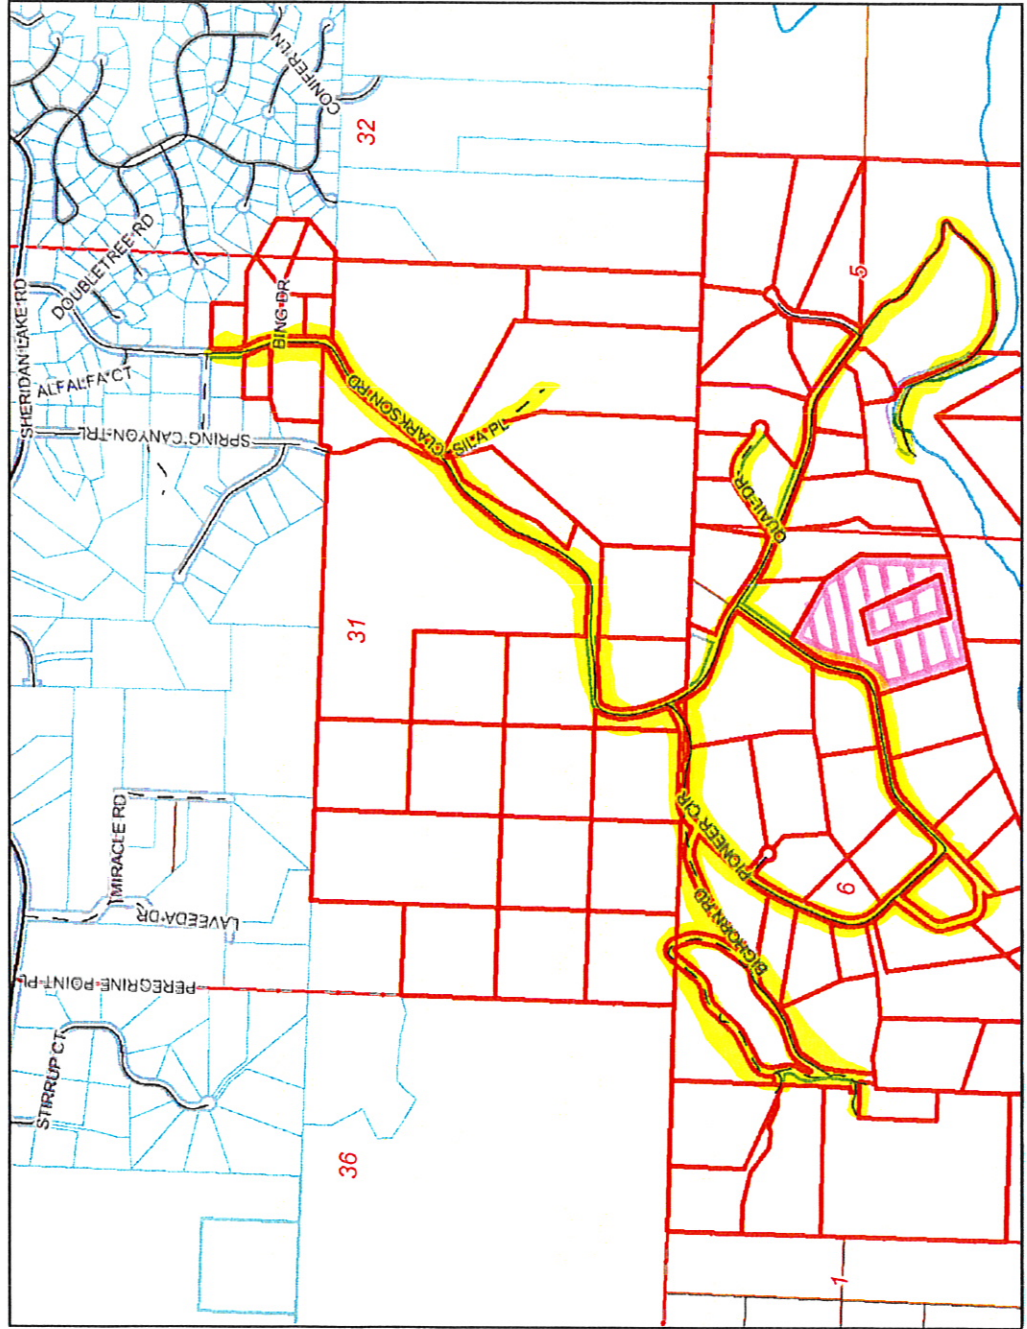 CONIFER LN
32
DOUBLETREE RD
SHERIDAN LAKE RD
ALFALFA CT
BING DR
SPRING CANYON TRL
CLARKSON RD
SILA PL
5
QUAIL DR
31
MIRACLE RD
LAVEEDA DR
PIONEER CIR
6
BIGHORN RD
PEREGRINE POINT PL
STIRRUP CT
36
1